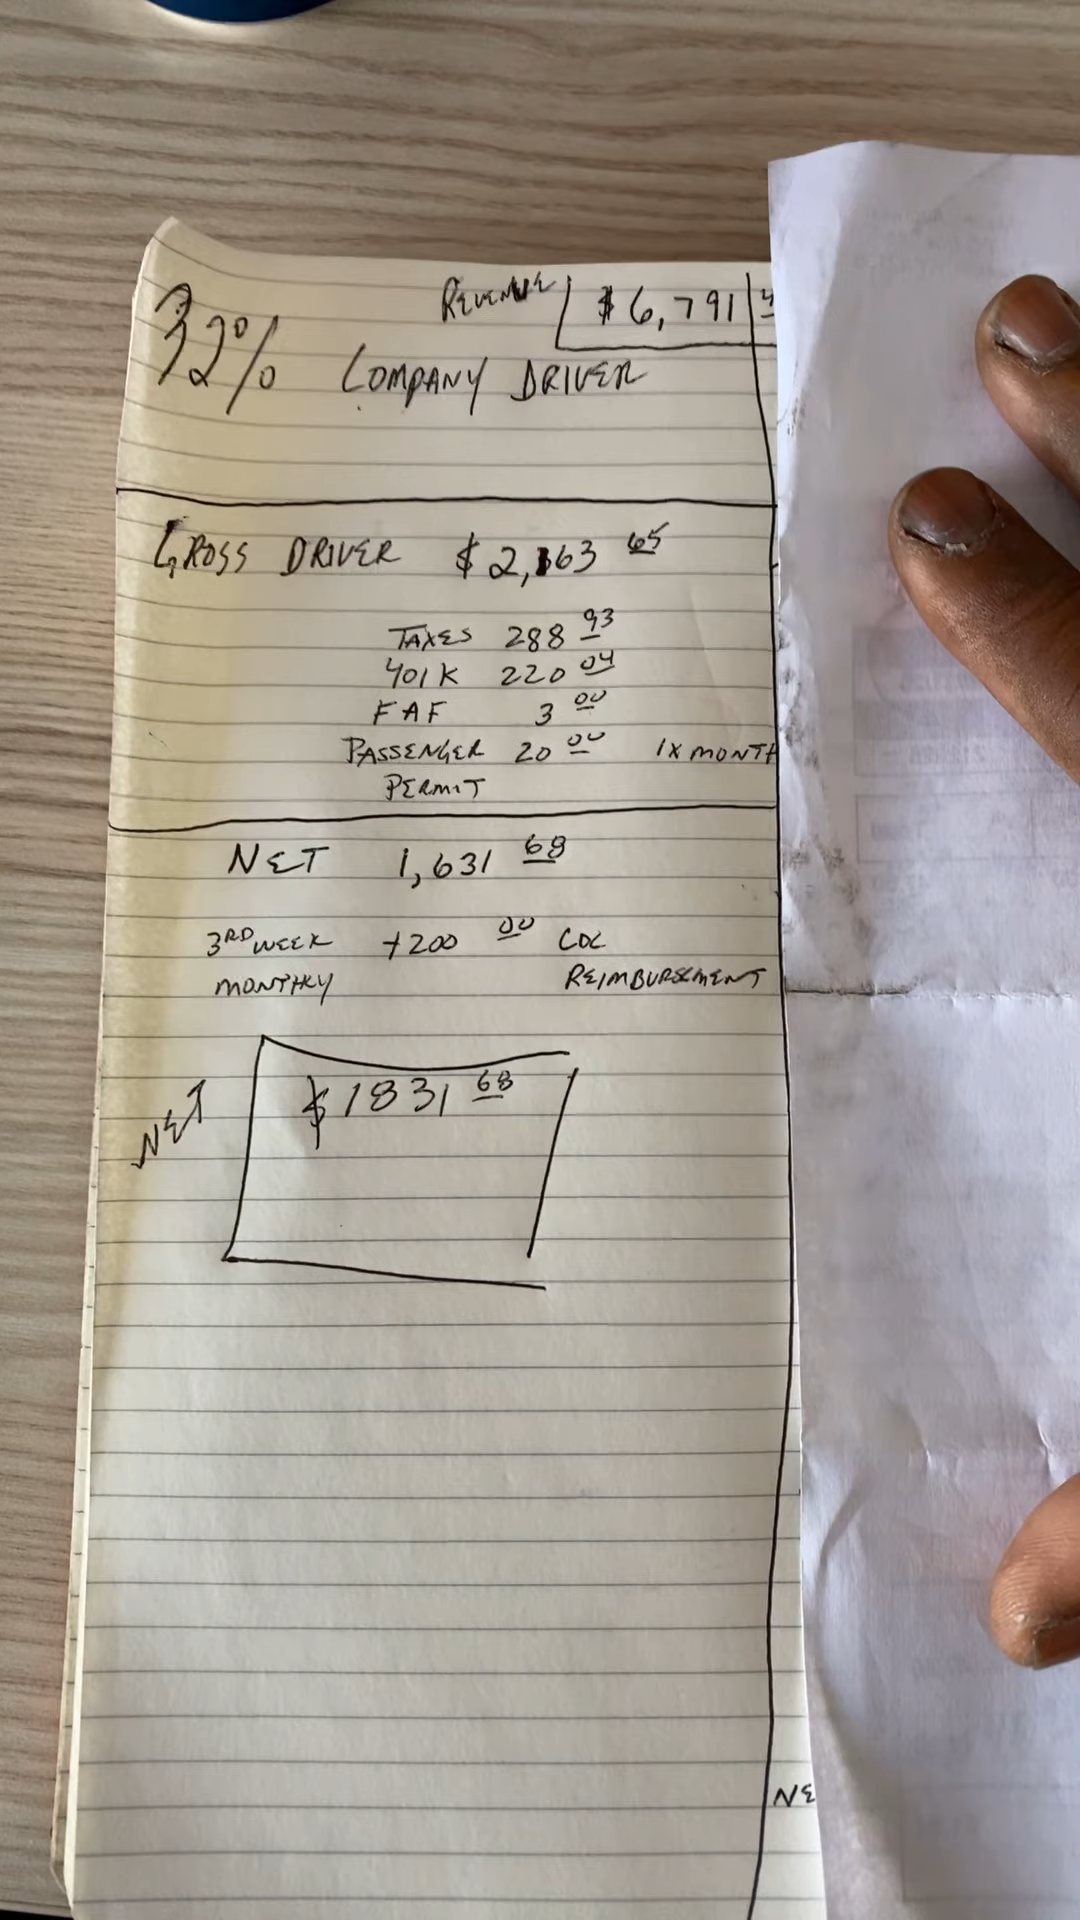 REVENUE $6,791
32% COMPANY DRIVER
GROSS DRIVER $2,163 65
TAXES 288 93
401K 220 04
FAF 3 00
PASSENGER 20 00 1X MONTH
PERMIT
NET 1,631 68
3RD WEEK +200 00 CDL
MONTHLY REIMBURSEMENT
NET $1831 68
NE